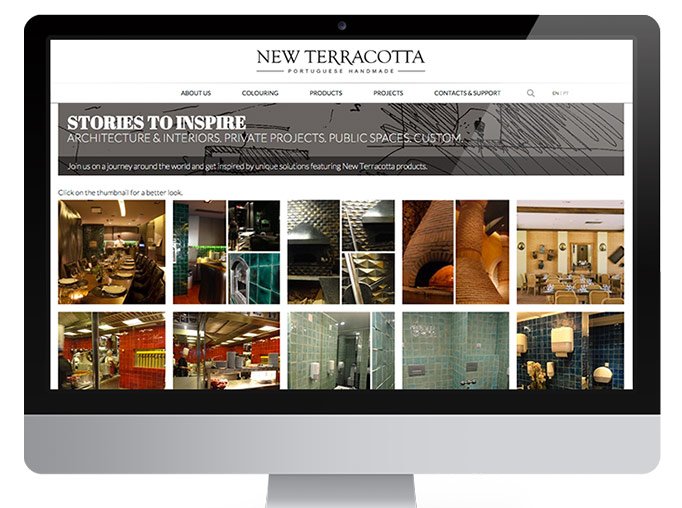 NEW TERRACOTTA
PORTUGUESE HANDMADE
ABOUT US COLOURING PRODUCTS PROJECTS CONTACTS & SUPPORT EN | PT
STORIES TO INSPIRE
ARCHITECTURE & INTERIORS. PRIVATE PROJECTS. PUBLIC SPACES. CUSTOM.
Join us on a journey around the world and get inspired by unique solutions featuring New Terracotta products.
Click on the thumbnail for a better look.